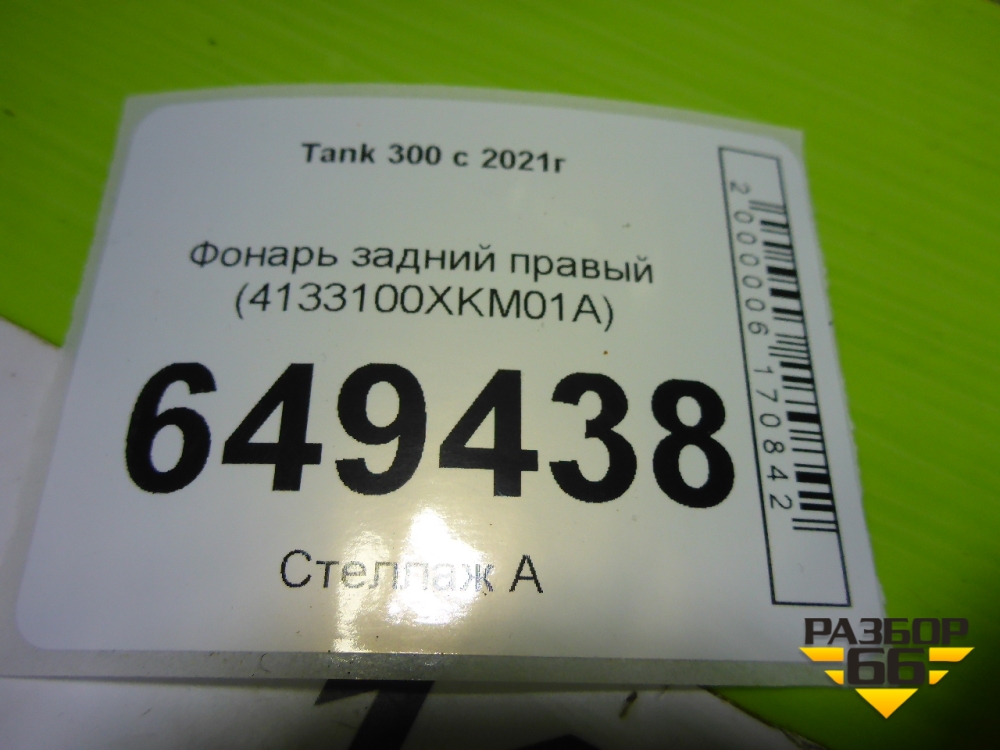 Tank 300 с 2021г
Фонарь задний правый
(4133100XKM01A)
649438
Стеллаж А
2000006170842
РАЗБОР
66